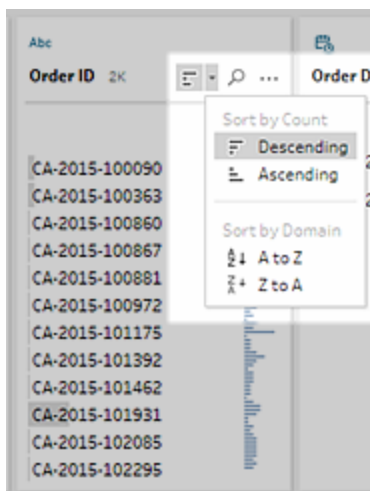 Abc
Order ID 2K
Order D
Sort by Count
Descending
Ascending
Sort by Domain
A to Z
Z to A
CA-2015-100090
CA-2015-100363
CA-2015-100860
CA-2015-100867
CA-2015-100881
CA-2015-100972
CA-2015-101175
CA-2015-101392
CA-2015-101462
CA-2015-101931
CA-2015-102085
CA-2015-102295